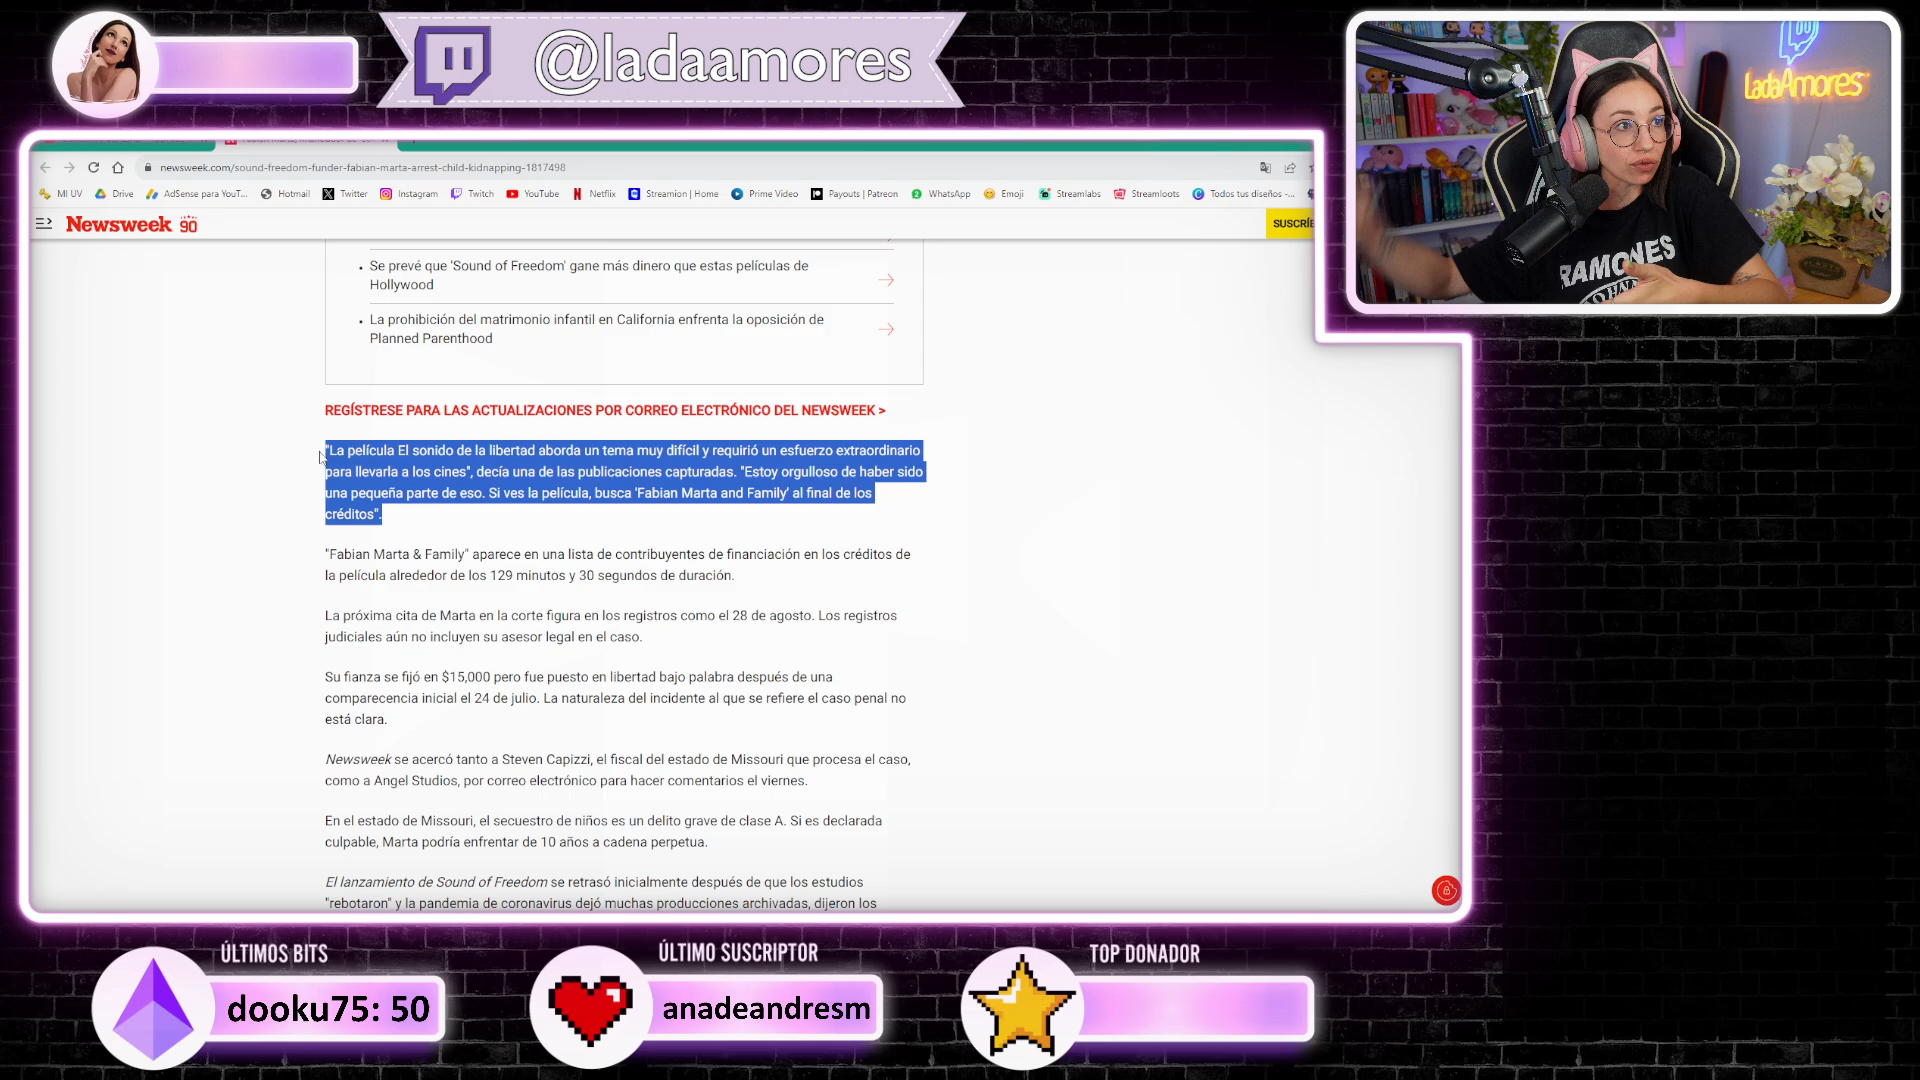 @ladaamores
ladaAmores
newsweek.com/sound-freedom-funder-fabian-marta-arrest-child-kidnapping-1817498
MI UV Drive AdSense para YouT... Hotmail Twitter Instagram Twitch YouTube Netflix Streamion | Home Prime Video Payouts | Patreon WhatsApp Emoji Streamlabs Streamloots Todos tus diseños -...
Newsweek 90
SUSCRÍB
RAMONES
Se prevé que 'Sound of Freedom' gane más dinero que estas películas de
Hollywood
La prohibición del matrimonio infantil en California enfrenta la oposición de
Planned Parenthood
REGÍSTRESE PARA LAS ACTUALIZACIONES POR CORREO ELECTRÓNICO DEL NEWSWEEK >
"La película El sonido de la libertad aborda un tema muy difícil y requirió un esfuerzo extraordinario
para llevarla a los cines", decía una de las publicaciones capturadas. "Estoy orgulloso de haber sido
una pequeña parte de eso. Si ves la película, busca 'Fabian Marta and Family' al final de los
créditos".
"Fabian Marta & Family" aparece en una lista de contribuyentes de financiación en los créditos de
la película alrededor de los 129 minutos y 30 segundos de duración.
La próxima cita de Marta en la corte figura en los registros como el 28 de agosto. Los registros
judiciales aún no incluyen su asesor legal en el caso.
Su fianza se fijó en $15,000 pero fue puesto en libertad bajo palabra después de una
comparecencia inicial el 24 de julio. La naturaleza del incidente al que se refiere el caso penal no
está clara.
Newsweek se acercó tanto a Steven Capizzi, el fiscal del estado de Missouri que procesa el caso,
como a Angel Studios, por correo electrónico para hacer comentarios el viernes.
En el estado de Missouri, el secuestro de niños es un delito grave de clase A. Si es declarada
culpable, Marta podría enfrentar de 10 años a cadena perpetua.
El lanzamiento de Sound of Freedom se retrasó inicialmente después de que los estudios
"rebotaron" y la pandemia de coronavirus dejó muchas producciones archivadas, dijeron los
ÚLTIMOS BITS
dooku75: 50
ÚLTIMO SUSCRIPTOR
anadeandresm
TOP DONADOR